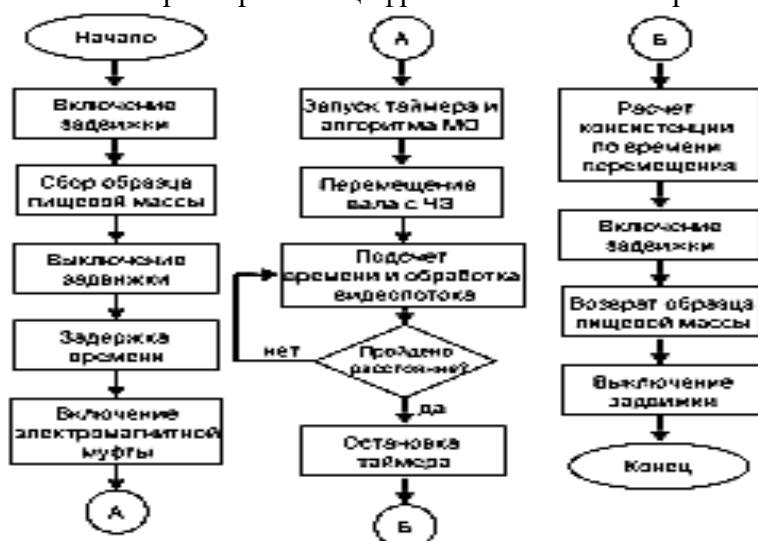 Начало
Включение
задвижки
Сбор образца
пищевой массы
Выключение
задвижки
Задержка
времени
Включение
электромагнитной
муфты
А
А
Запуск таймера и
алгоритма МО
Перемещение
вала с ЧЭ
Подсчет
времени и обработка
видеопотока
Пройдено
расстояние?
нет
да
Остановка
таймера
Б
Б
Расчет
консистенции
по времени
перемещения
Включение
задвижки
Возврат образца
пищевой массы
Выключение
задвижки
Конец